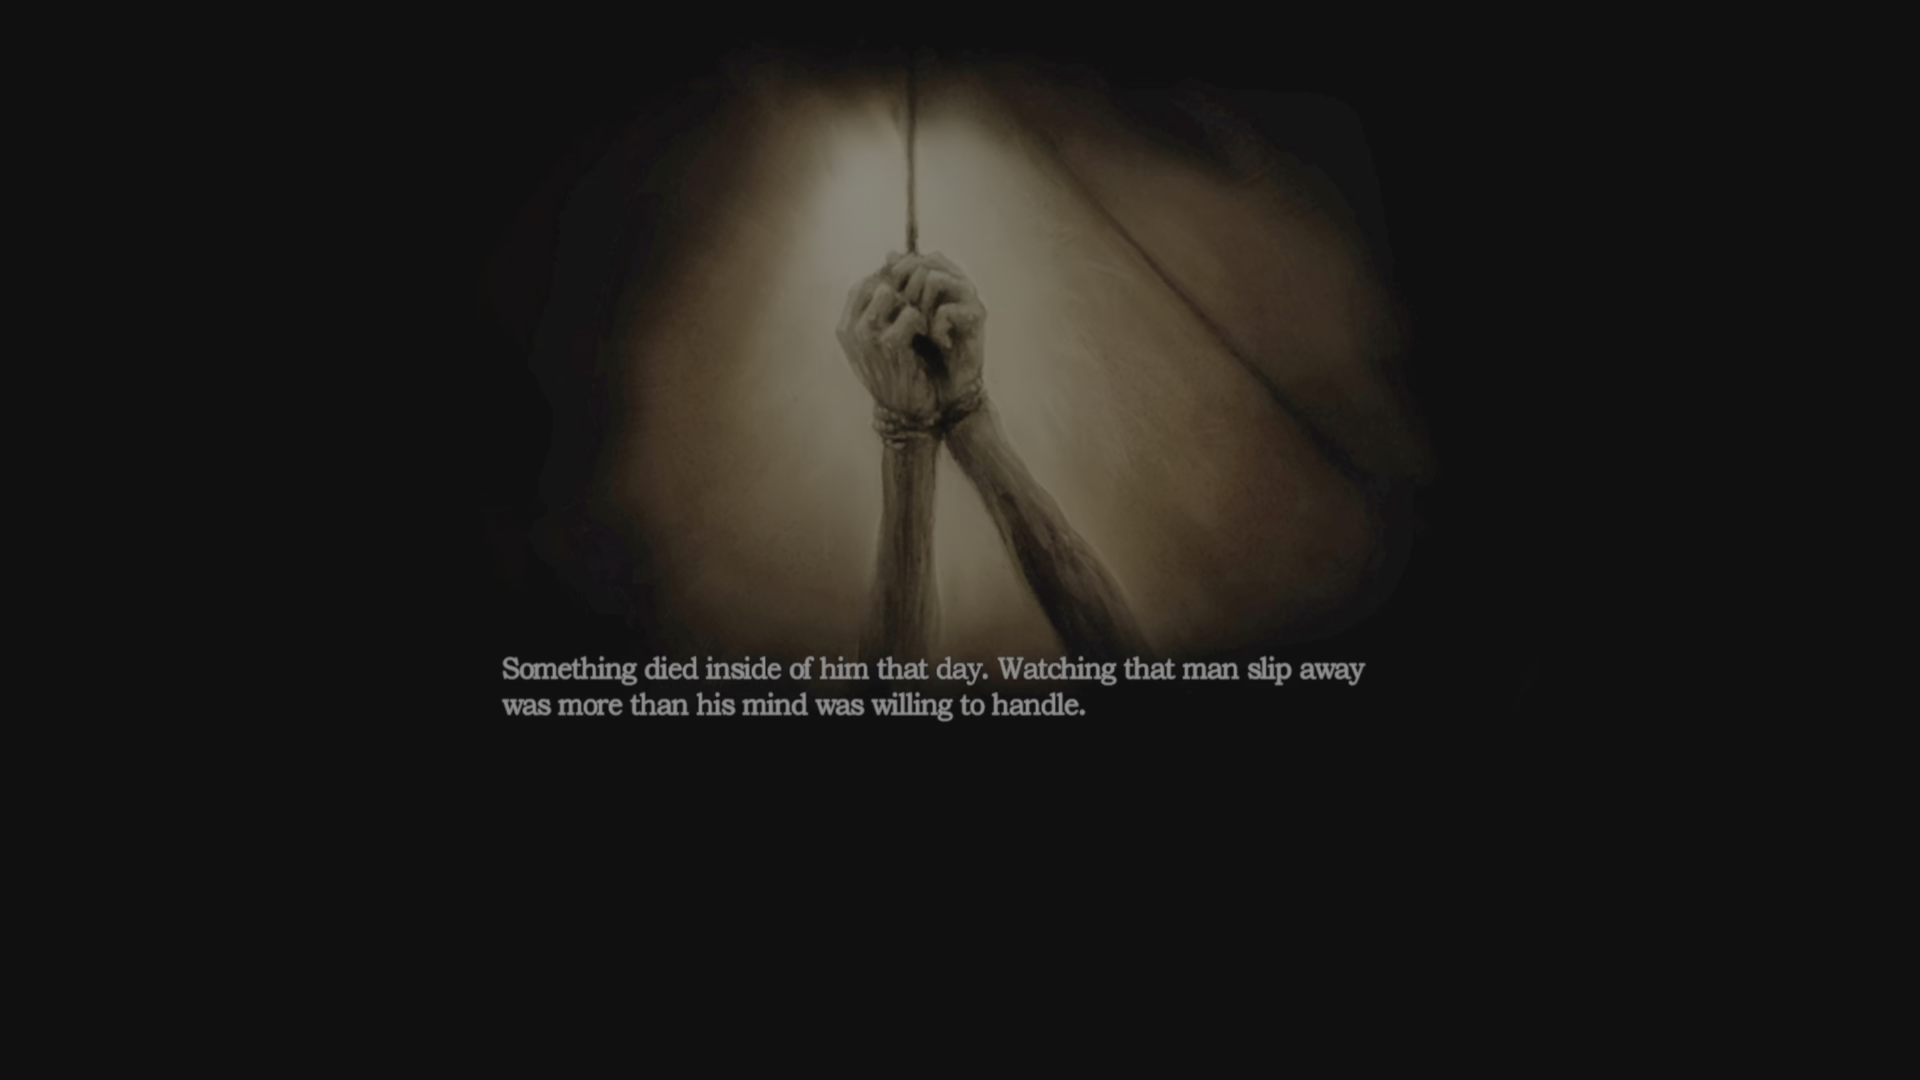 Something died inside of him that day. Watching that man slip away
was more than his mind was willing to handle.